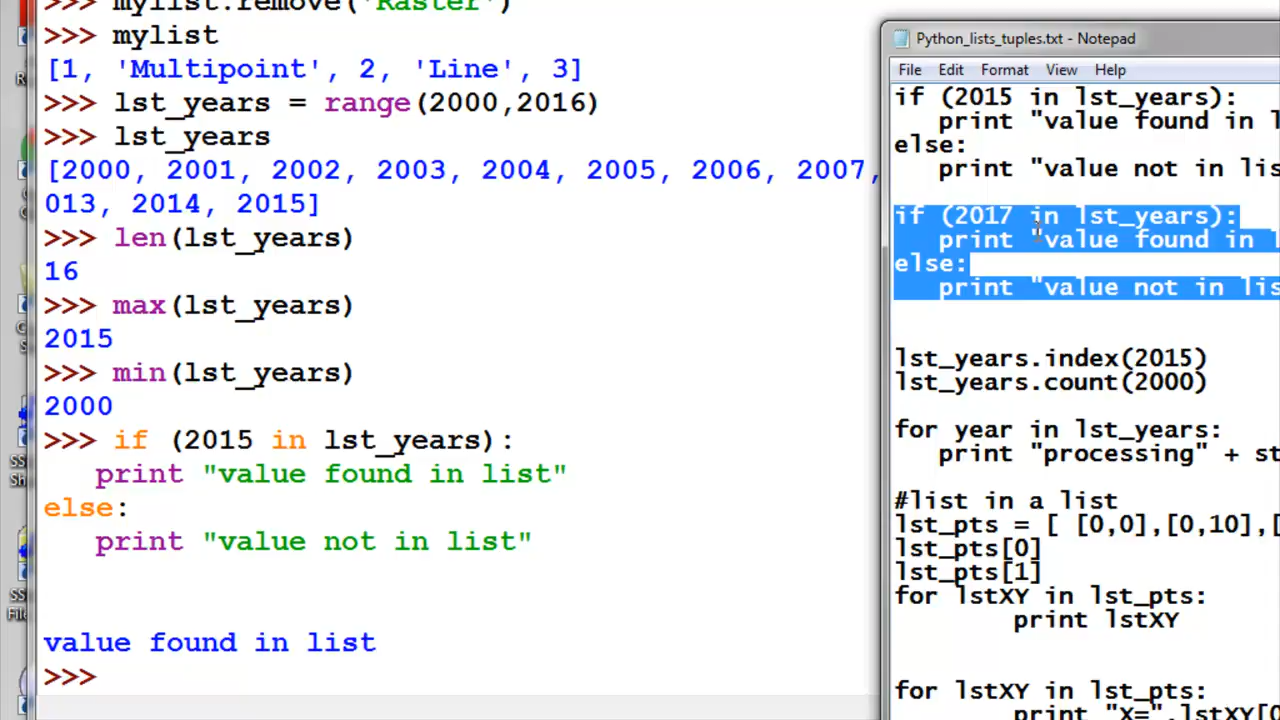 >>> mylist.remove('Raster')
>>> mylist
[1, 'Multipoint', 2, 'Line', 3]
>>> lst_years = range(2000,2016)
>>> lst_years
[2000, 2001, 2002, 2003, 2004, 2005, 2006, 2007,
013, 2014, 2015]
>>> len(lst_years)
16
>>> max(lst_years)
2015
>>> min(lst_years)
2000
>>> if (2015 in lst_years):
print "value found in list"
else:
print "value not in list"
value found in list
>>>
Python_lists_tuples.txt - Notepad
File Edit Format View Help
if (2015 in lst_years):
print "value found in l
else:
print "value not in lis
if (2017 in lst_years):
print "value found in l
else:
print "value not in lis
lst_years.index(2015)
lst_years.count(2000)
for year in lst_years:
print "processing" + st
#list in a list
lst_pts = [ [0,0],[0,10],[
lst_pts[0]
lst_pts[1]
for lstXY in lst_pts:
print lstXY
for lstXY in lst_pts:
print "X=",lstXY[0